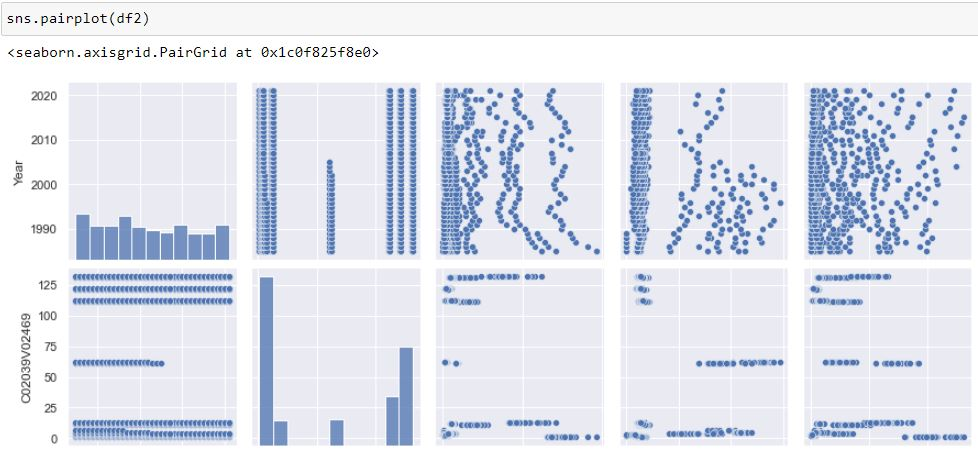 sns.pairplot(df2)
<seaborn.axisgrid.PairGrid at 0x1c0f825f8e0>
2020
2010
2000
1990
Year
125
100
75
50
25
0
C02039V02469